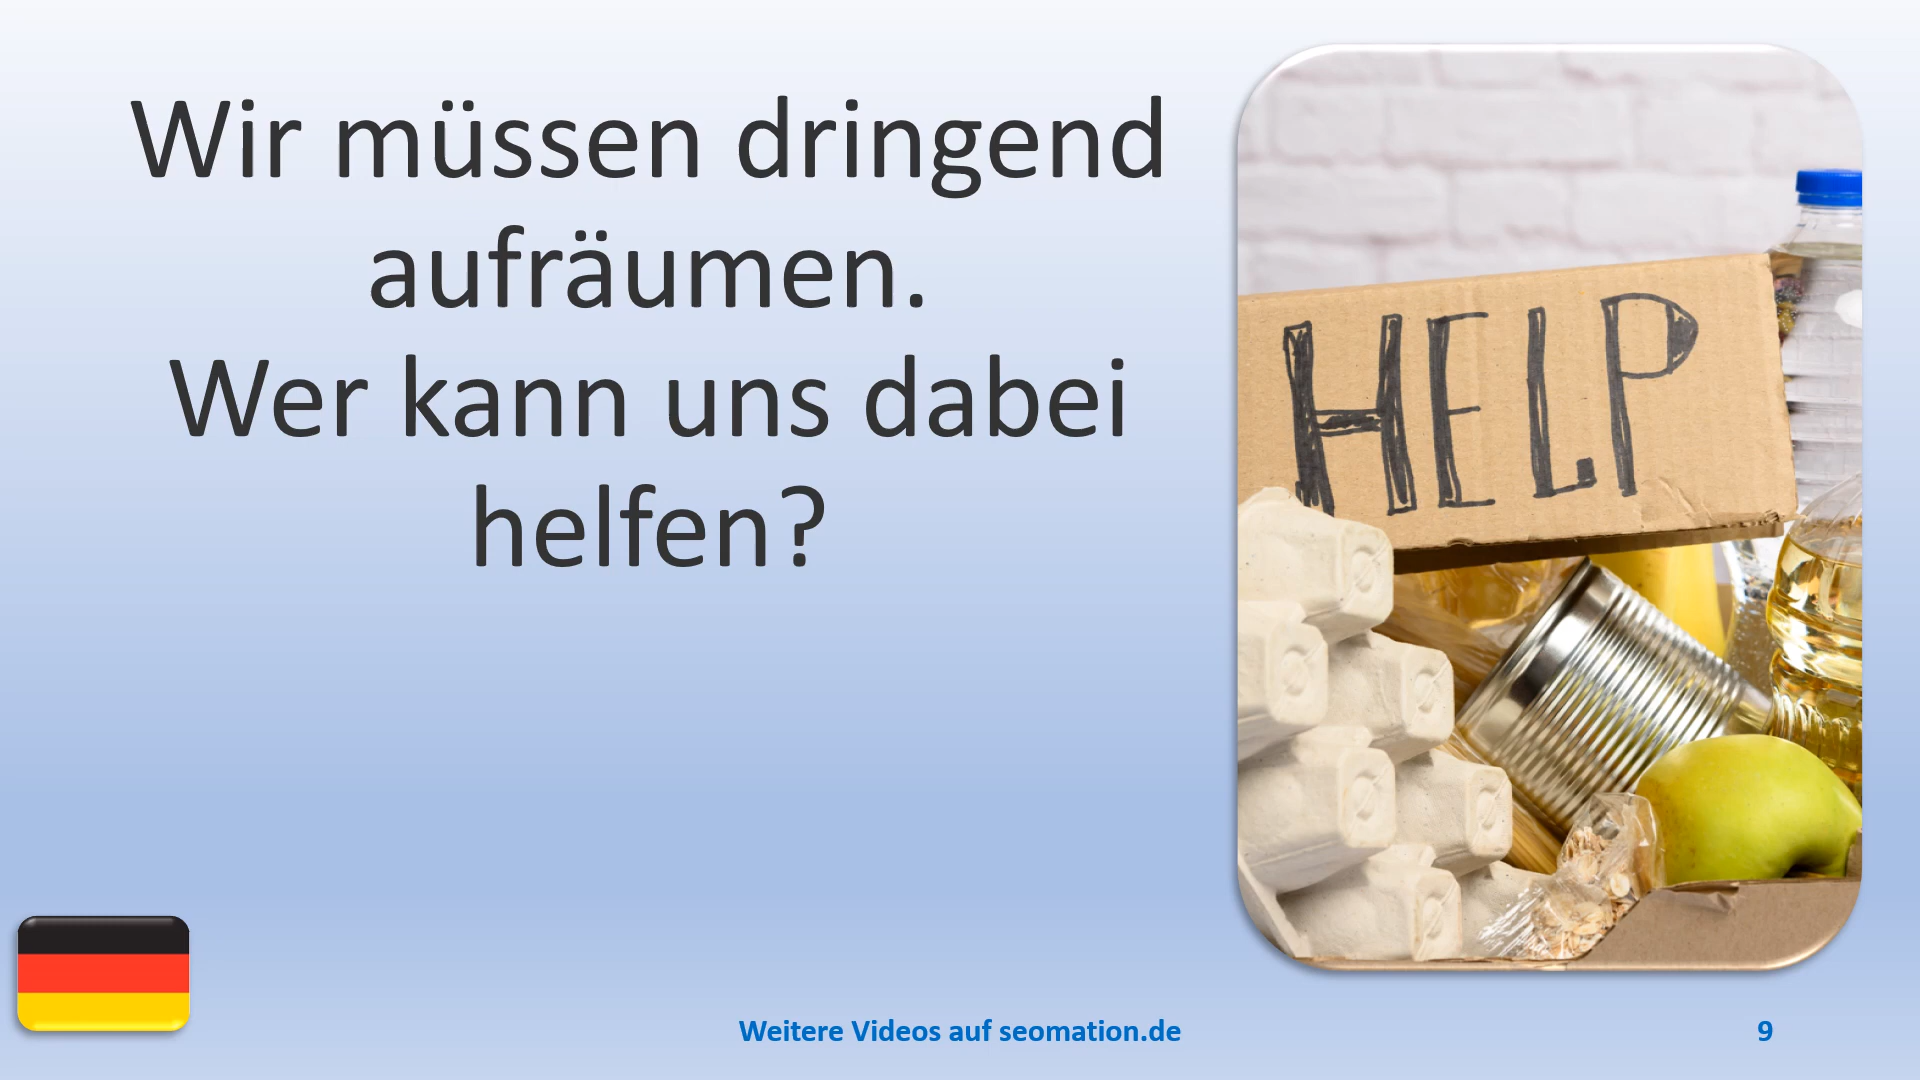 Wir müssen dringend
aufräumen.
Wer kann uns dabei
helfen?
HELP
Weitere Videos auf seomation.de
9